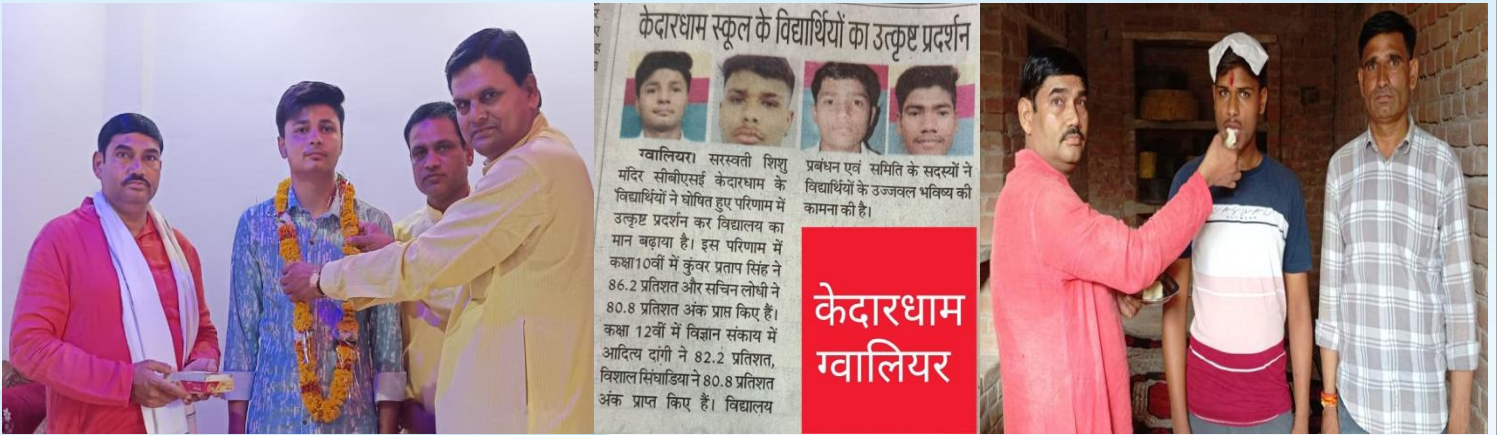 केदारधाम स्कूल के विद्यार्थियों का उत्कृष्ट प्रदर्शन
ग्वालियर। सरस्वती शिशु
मंदिर सीबीएसई केदारधाम के
विद्यार्थियों ने घोषित हुए परिणाम में
उत्कृष्ट प्रदर्शन कर विद्यालय का
मान बढ़ाया है। इस परिणाम में
कक्षा10वीं में कुंवर प्रताप सिंह ने
86.2 प्रतिशत और सचिन लोधी ने
80.8 प्रतिशत अंक प्राप्त किए हैं।
कक्षा 12वीं में विज्ञान संकाय में
आदित्य दांगी ने 82.2 प्रतिशत,
विशाल सिंघाडिया ने 80.8 प्रतिशत
अंक प्राप्त किए हैं। विद्यालय
प्रबंधन एवं समिति के सदस्यों ने
विद्यार्थियों के उज्जवल भविष्य की
कामना की है।
केदारधाम
ग्वालियर